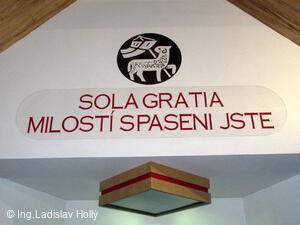 SOLA GRATIA
MILOSTÍ SPASENI JSTE
© Ing.Ladislav Holly